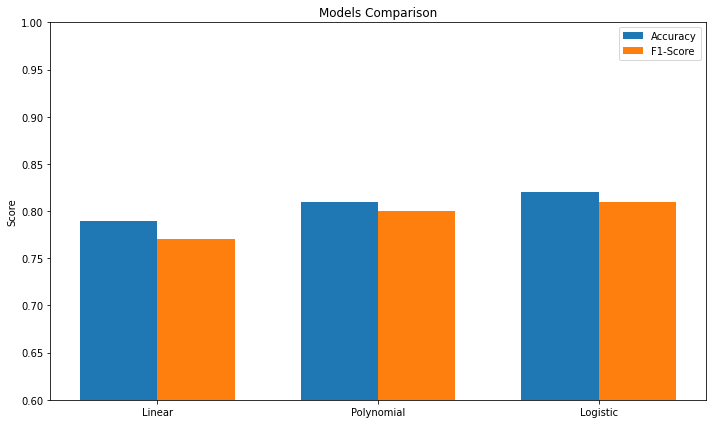 Models Comparison
1.00
0.95
0.90
0.85
0.80
0.75
0.70
0.65
0.60
Score
Accuracy
F1-Score
Linear
Polynomial
Logistic